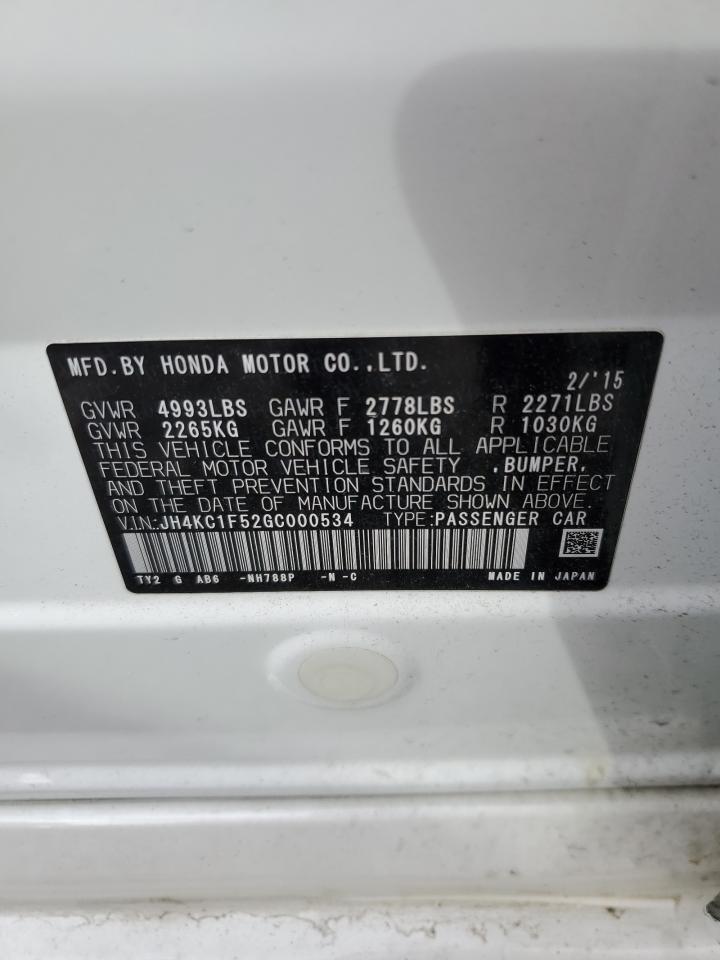 MFD.BY HONDA MOTOR CO.,LTD.
2/'15
GVWR 4993LBS GAWR F 2778LBS R 2271LBS
GVWR 2265KG GAWR F 1260KG R 1030KG
THIS VEHICLE CONFORMS TO ALL APPLICABLE
FEDERAL MOTOR VEHICLE SAFETY ,BUMPER,
AND THEFT PREVENTION STANDARDS IN EFFECT
ON THE DATE OF MANUFACTURE SHOWN ABOVE.
V.I.N:JH4KC1F52GC000534 TYPE:PASSENGER CAR
TY2 G AB6 -NH788P -N -C MADE IN JAPAN